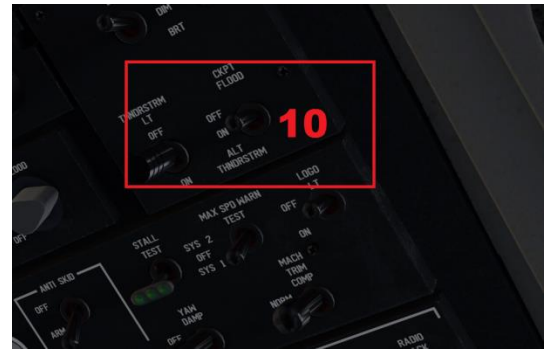 DIM
BRT
CKPT
FLOOD
THNDRSTRM
LT
OFF
OFF
ON
10
ALT
THNDRSTRM
ON
LOGO
LT
OFF
ON
MAX SPD WARN
TEST
SYS 2
OFF
SYS 1
STALL
TEST
MACH
TRIM
COMP
NORM
ANTI SKID
OFF
ARM
YAW
DAMP
OFF
OFF
RADIO